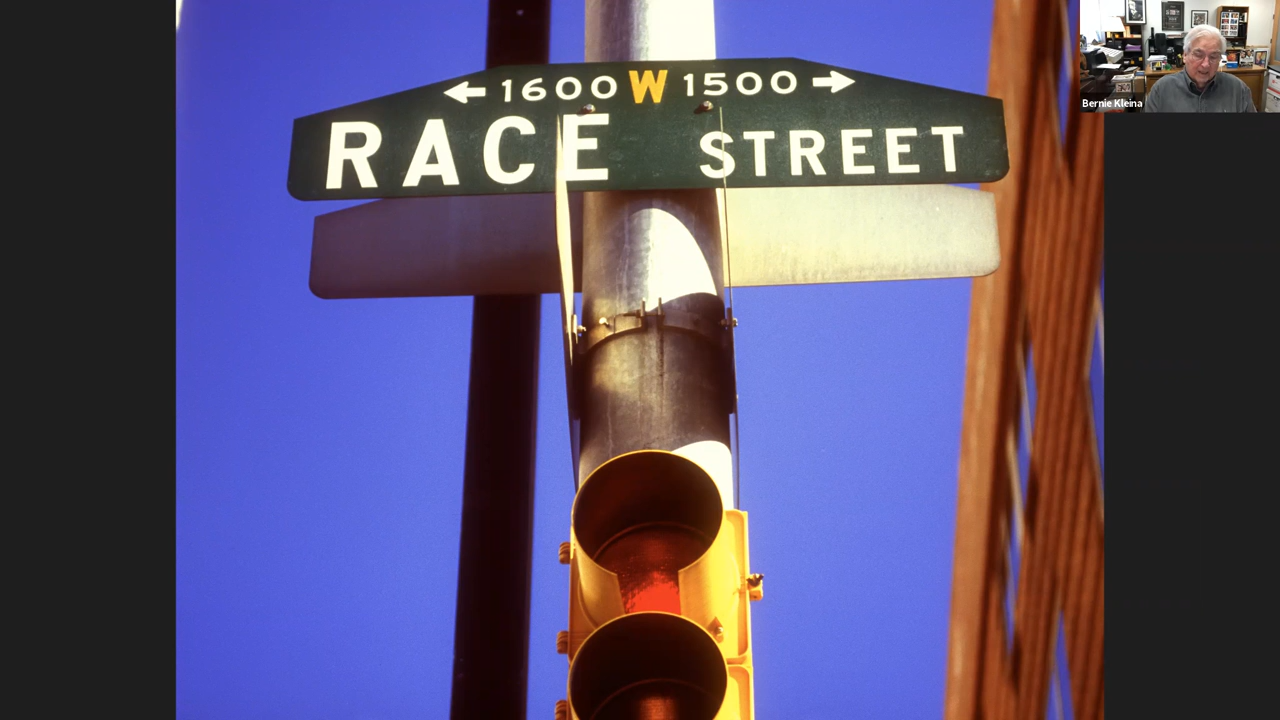 ← 1600 W 1500 →
RACE STREET
Bernie Kleina